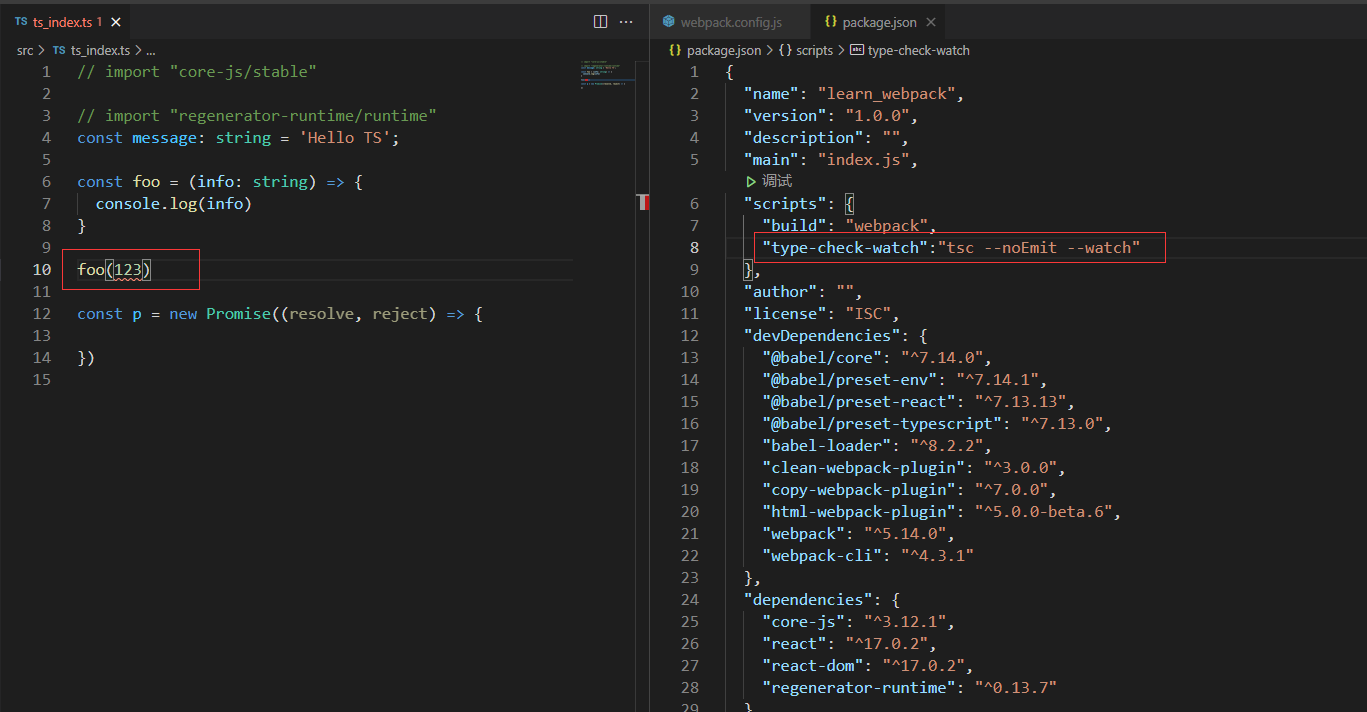 TS ts_index.ts 1
src > TS ts_index.ts > ...
1 // import "core-js/stable"
2
3 // import "regenerator-runtime/runtime"
4 const message: string = 'Hello TS';
5
6 const foo = (info: string) => {
7 console.log(info)
8 }
9
10 foo(123)
11
12 const p = new Promise((resolve, reject) => {
13
14 })
15
webpack.config.js {} package.json
{} package.json > {} scripts > abc type-check-watch
1 {
2 "name": "learn_webpack",
3 "version": "1.0.0",
4 "description": "",
5 "main": "index.js",
调试
6 "scripts": {
7 "build": "webpack",
8 "type-check-watch":"tsc --noEmit --watch"
9 },
10 "author": "",
11 "license": "ISC",
12 "devDependencies": {
13 "@babel/core": "^7.14.0",
14 "@babel/preset-env": "^7.14.1",
15 "@babel/preset-react": "^7.13.13",
16 "@babel/preset-typescript": "^7.13.0",
17 "babel-loader": "^8.2.2",
18 "clean-webpack-plugin": "^3.0.0",
19 "copy-webpack-plugin": "^7.0.0",
20 "html-webpack-plugin": "^5.0.0-beta.6",
21 "webpack": "^5.14.0",
22 "webpack-cli": "^4.3.1"
23 },
24 "dependencies": {
25 "core-js": "^3.12.1",
26 "react": "^17.0.2",
27 "react-dom": "^17.0.2",
28 "regenerator-runtime": "^0.13.7"
29 }